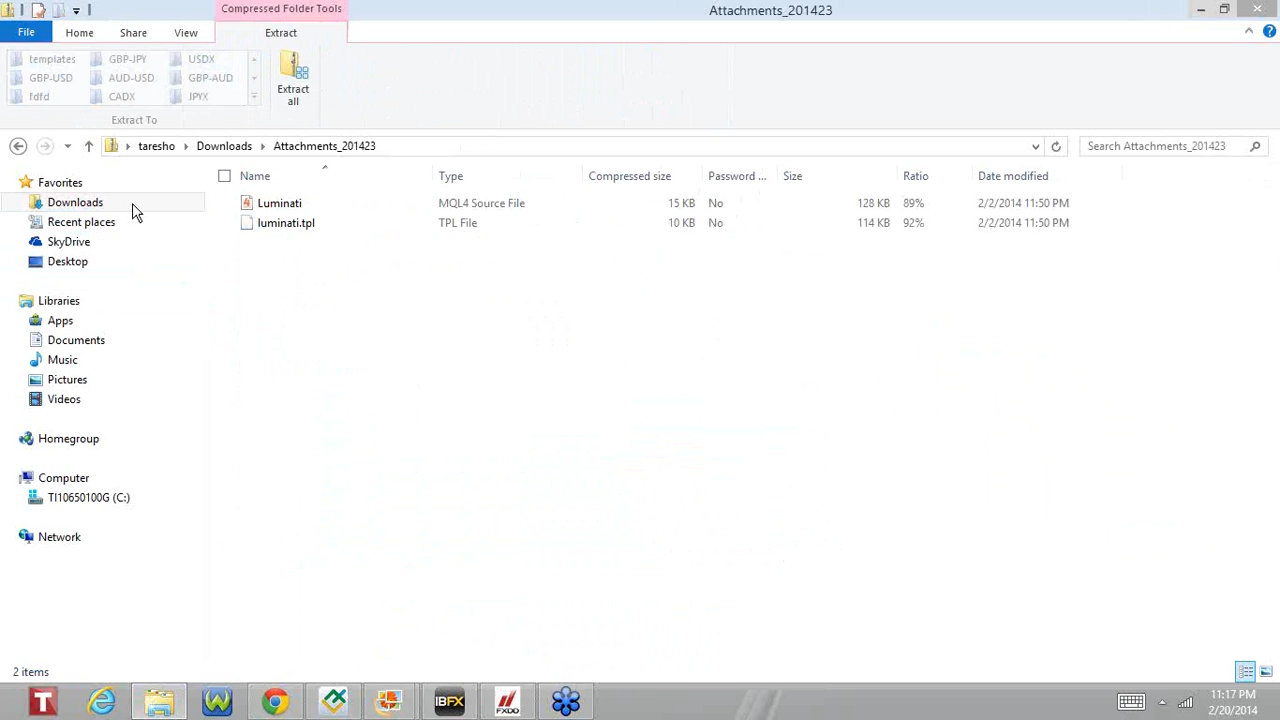 Compressed Folder Tools
Attachments_201423
File Home Share View Extract
templates GBP-JPY USDX
GBP-USD AUD-USD GBP-AUD
fdfd CADX JPYX
Extract all
Extract To
taresho Downloads Attachments_201423
Search Attachments_201423
Name Type Compressed size Password ... Size Ratio Date modified
Luminati MQL4 Source File 15 KB No 128 KB 89% 2/2/2014 11:50 PM
luminati.tpl TPL File 10 KB No 114 KB 92% 2/2/2014 11:50 PM
Favorites
Downloads
Recent places
SkyDrive
Desktop
Libraries
Apps
Documents
Music
Pictures
Videos
Homegroup
Computer
TI10650100G (C:)
Network
2 items
T
W
IBFX
FXDD
11:17 PM
2/20/2014